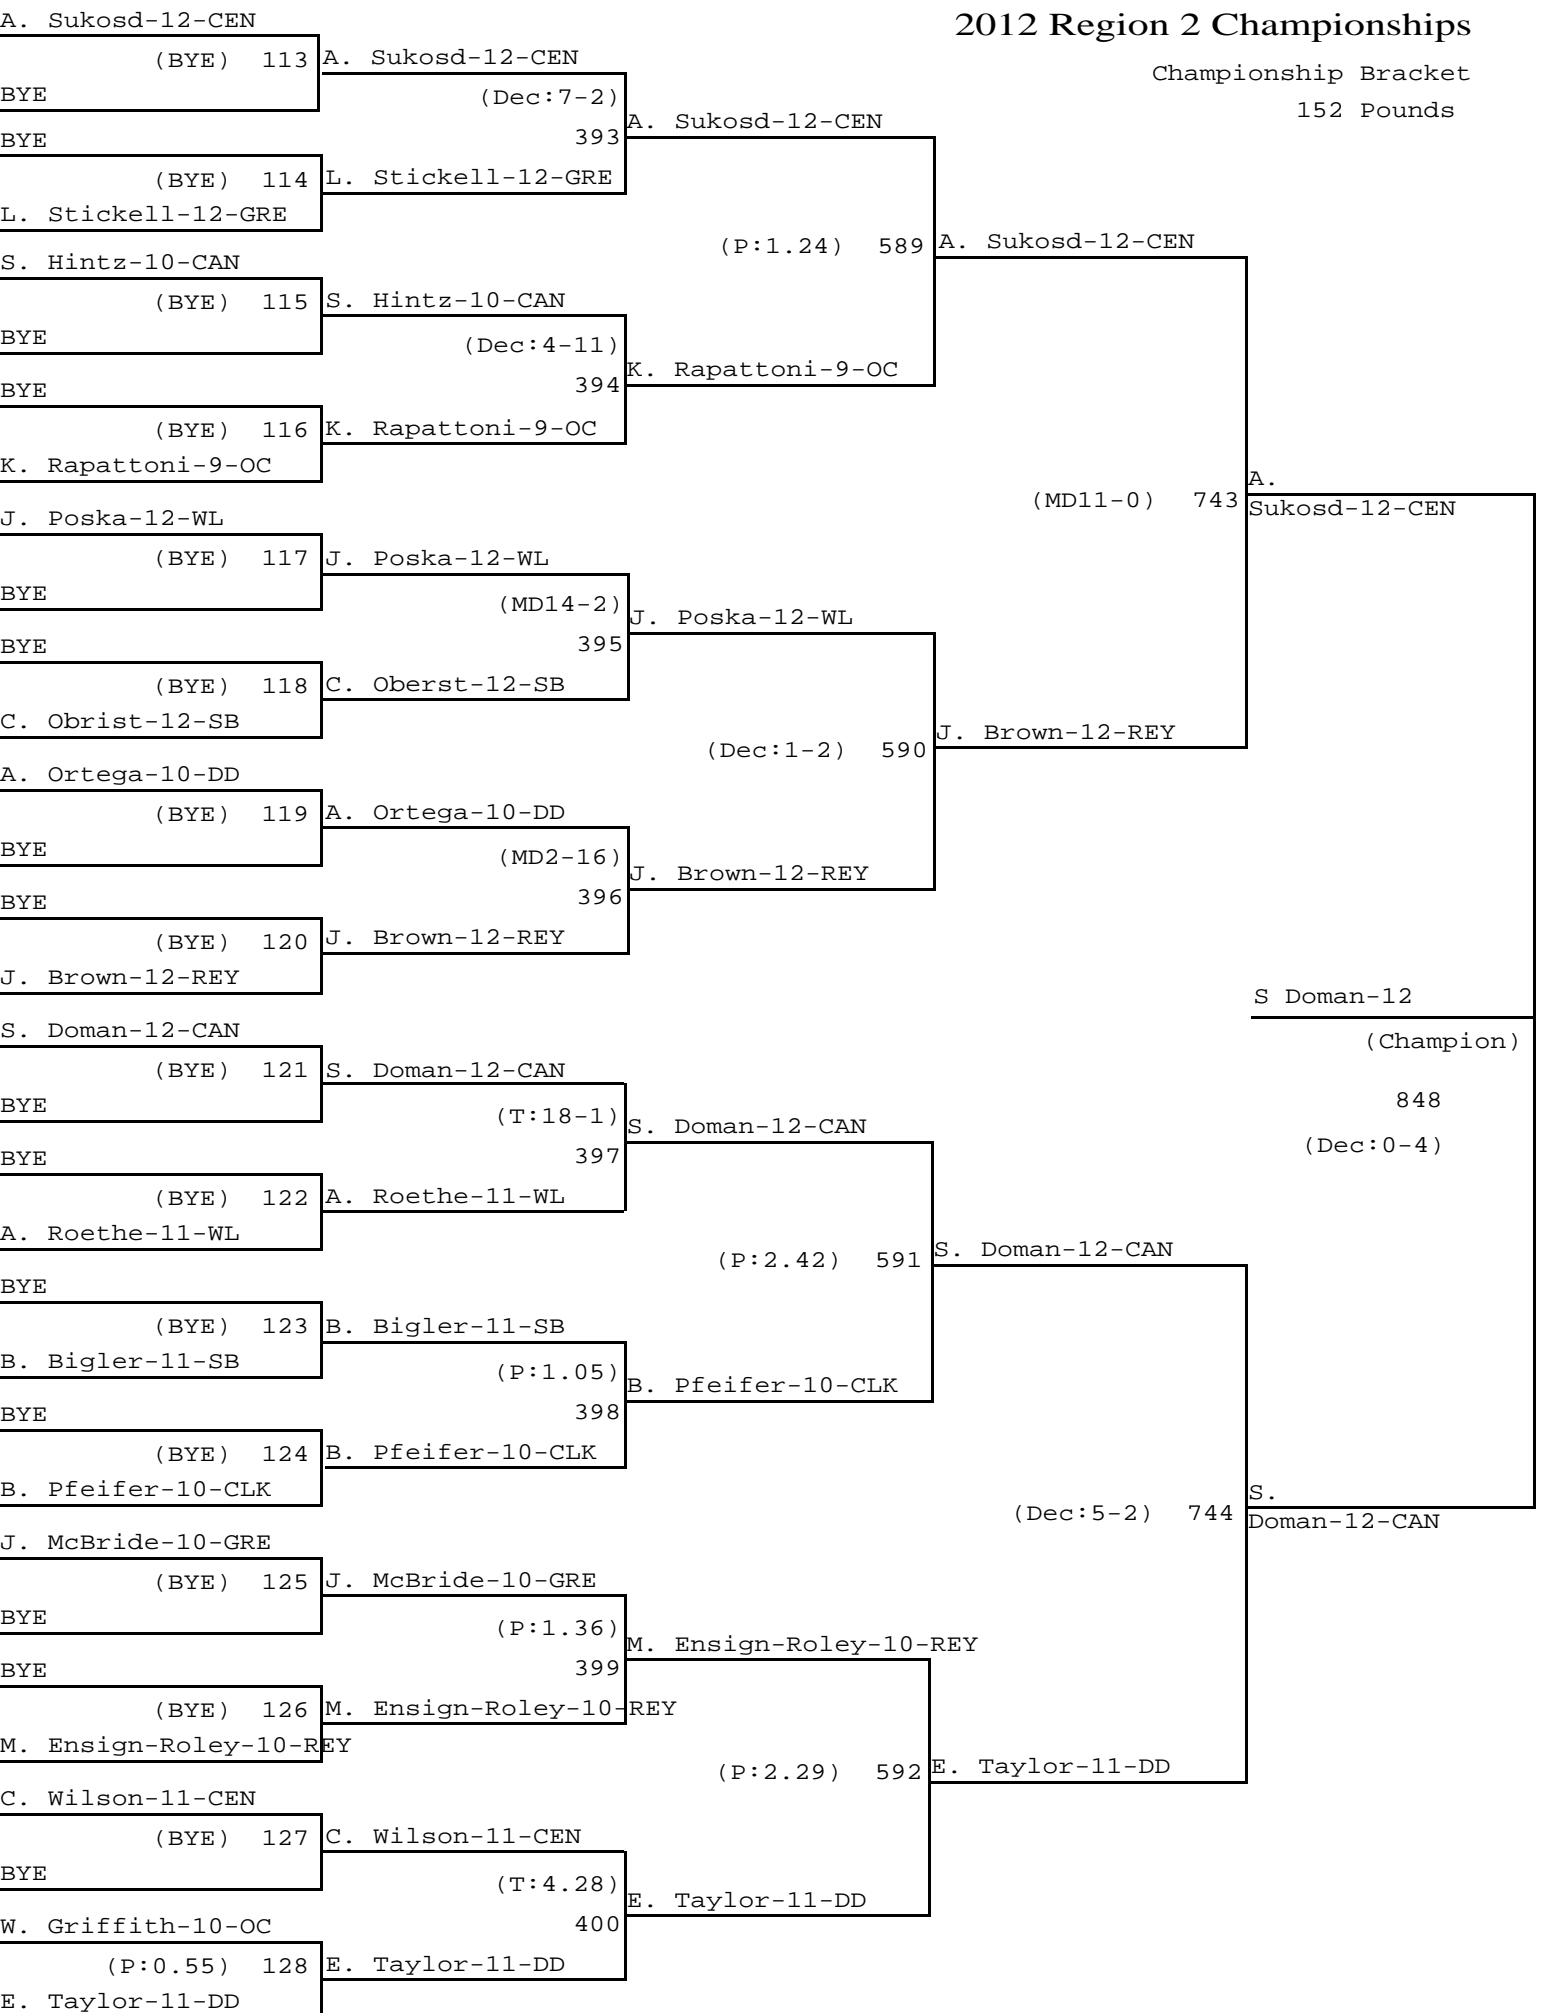 2012 Region 2 Championships
Championship Bracket
152 Pounds
A. Sukosd-12-CEN
(BYE) 113
BYE
BYE
(BYE) 114
L. Stickell-12-GRE
S. Hintz-10-CAN
(BYE) 115
BYE
BYE
(BYE) 116
K. Rapattoni-9-OC
J. Poska-12-WL
(BYE) 117
BYE
BYE
(BYE) 118
C. Obrist-12-SB
A. Ortega-10-DD
(BYE) 119
BYE
BYE
(BYE) 120
J. Brown-12-REY
S. Doman-12-CAN
(BYE) 121
BYE
BYE
(BYE) 122
A. Roethe-11-WL
BYE
(BYE) 123
B. Bigler-11-SB
BYE
(BYE) 124
B. Pfeifer-10-CLK
J. McBride-10-GRE
(BYE) 125
BYE
BYE
(BYE) 126
M. Ensign-Roley-10-REY
C. Wilson-11-CEN
(BYE) 127
BYE
W. Griffith-10-OC
(P:0.55) 128
E. Taylor-11-DD
A. Sukosd-12-CEN
(Dec:7-2)
393
L. Stickell-12-GRE
S. Hintz-10-CAN
(Dec:4-11)
394
K. Rapattoni-9-OC
J. Poska-12-WL
(MD14-2)
395
C. Oberst-12-SB
A. Ortega-10-DD
(MD2-16)
396
J. Brown-12-REY
S. Doman-12-CAN
(T:18-1)
397
A. Roethe-11-WL
B. Bigler-11-SB
(P:1.05)
398
B. Pfeifer-10-CLK
J. McBride-10-GRE
(P:1.36)
399
M. Ensign-Roley-10-REY
C. Wilson-11-CEN
(T:4.28)
400
E. Taylor-11-DD
A. Sukosd-12-CEN
(P:1.24) 589
K. Rapattoni-9-OC
J. Poska-12-WL
(Dec:1-2) 590
J. Brown-12-REY
S. Doman-12-CAN
(P:2.42) 591
B. Pfeifer-10-CLK
M. Ensign-Roley-10-REY
(P:2.29) 592
E. Taylor-11-DD
A. Sukosd-12-CEN
(MD11-0) 743
J. Brown-12-REY
S. Doman-12-CAN
(Dec:5-2) 744
E. Taylor-11-DD
A.
Sukosd-12-CEN
S Doman-12
(Champion)
848
(Dec:0-4)
S.
Doman-12-CAN